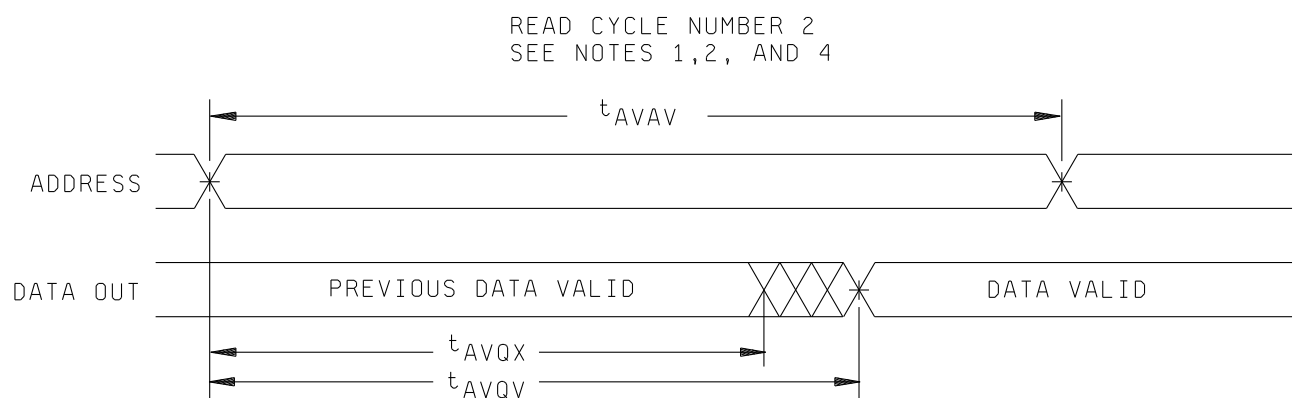 READ CYCLE NUMBER 2
SEE NOTES 1,2, AND 4
tAVAV
ADDRESS
DATA OUT
PREVIOUS DATA VALID
DATA VALID
tAVQX
tAVQV